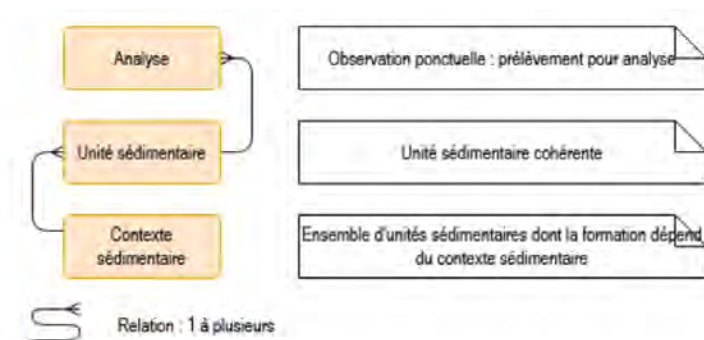 Analyse
Observation ponctuelle : prélèvement pour analyse
Unité sédimentaire
Unité sédimentaire cohérente
Contexte
sédimentaire
Ensemble d'unités sédimentaires dont la formation dépend
du contexte sédimentaire
Relation : 1 à plusieurs